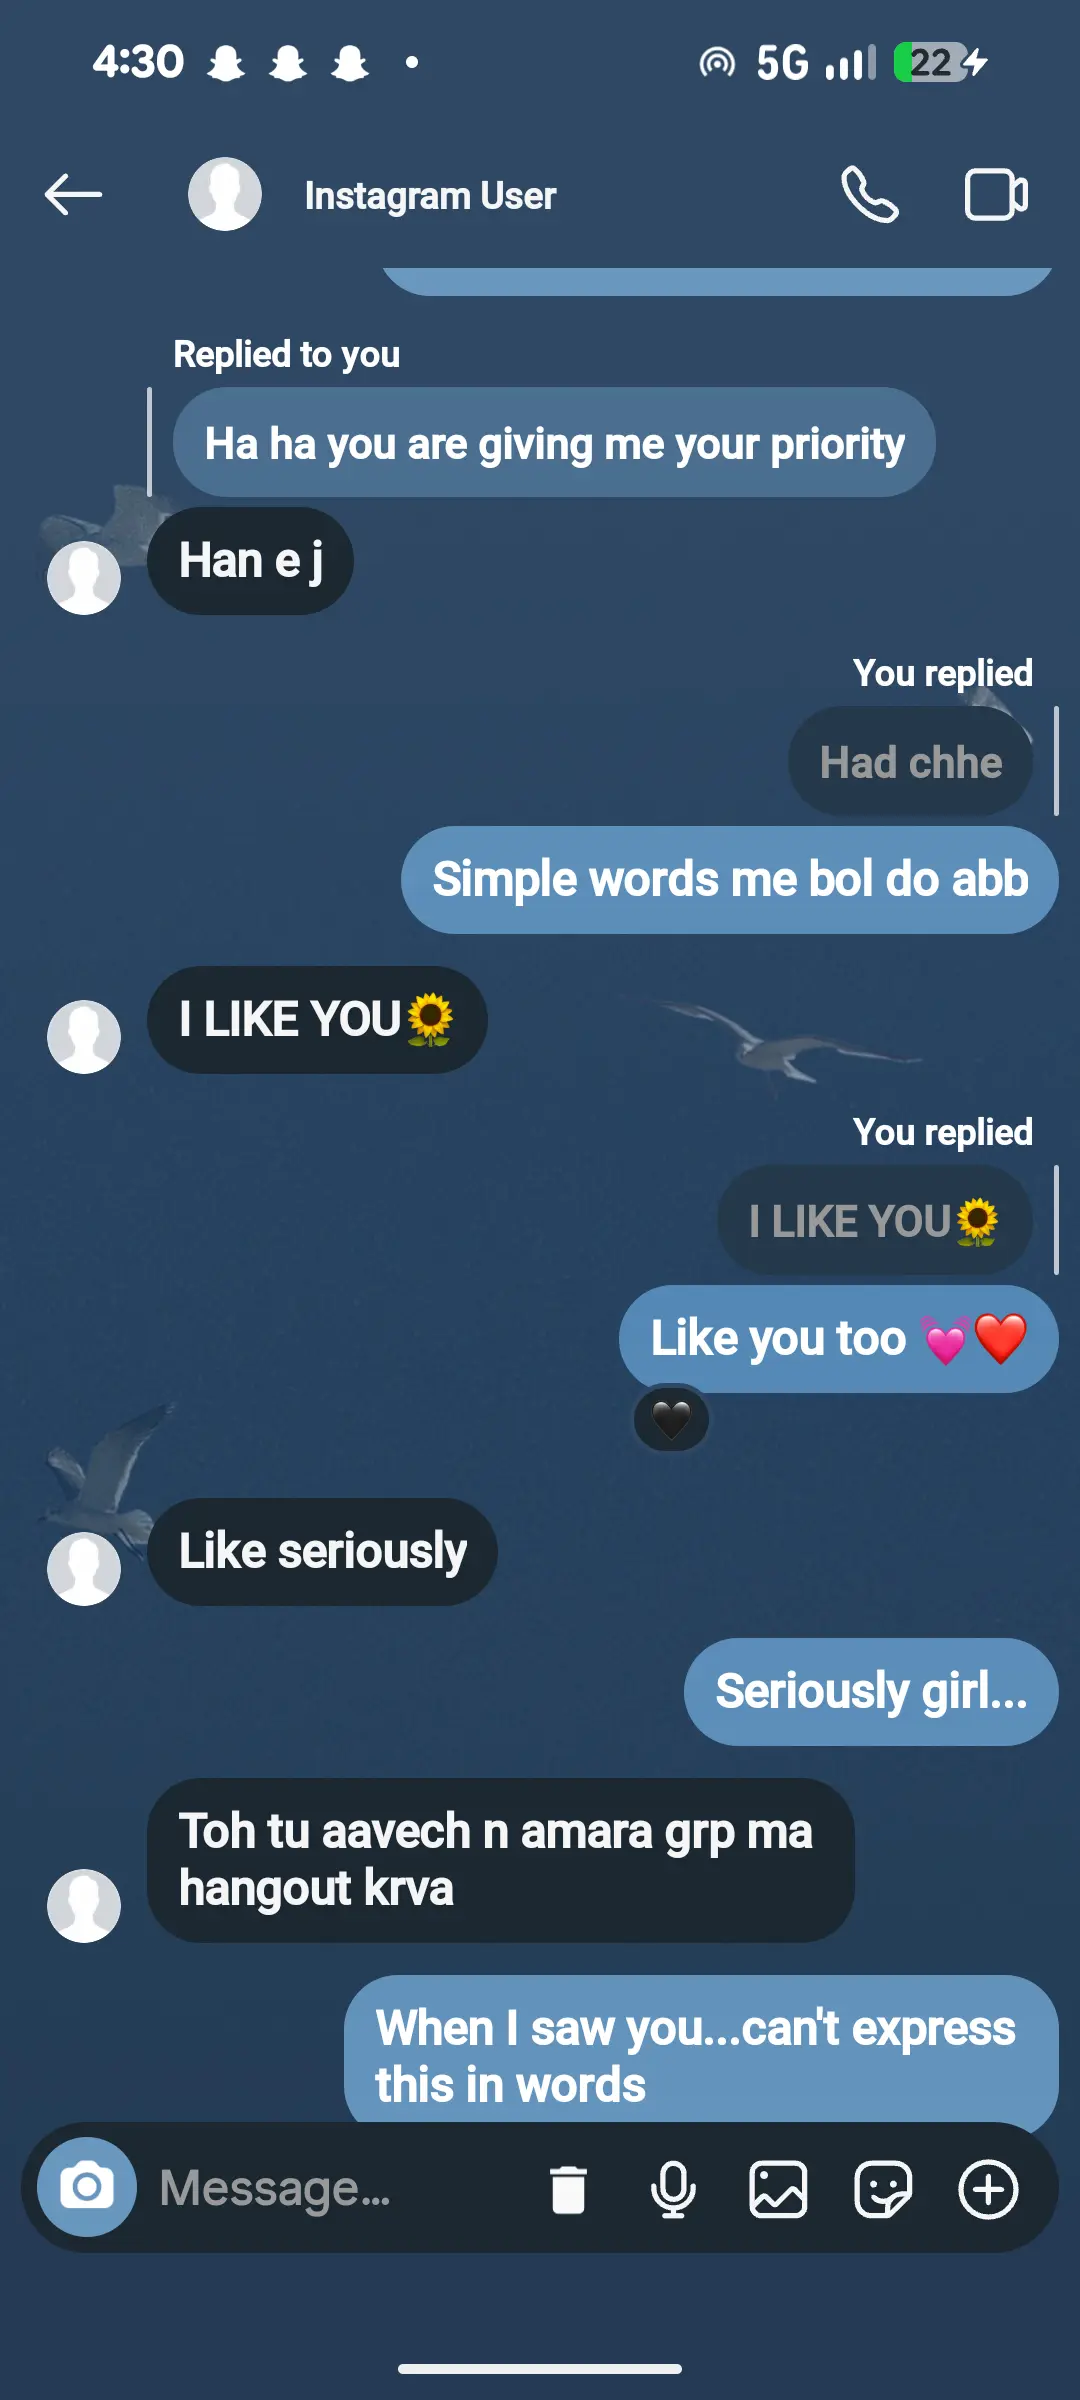 4:30
5G
22
Instagram User
Replied to you
Ha ha you are giving me your priority
Han e j
You replied
Had chhe
Simple words me bol do abb
I LIKE YOU🌻
You replied
I LIKE YOU🌻
Like you too 💓❤️
🖤
Like seriously
Seriously girl...
Toh tu aavech n amara grp ma
hangout krva
When I saw you...can't express
this in words
Message...